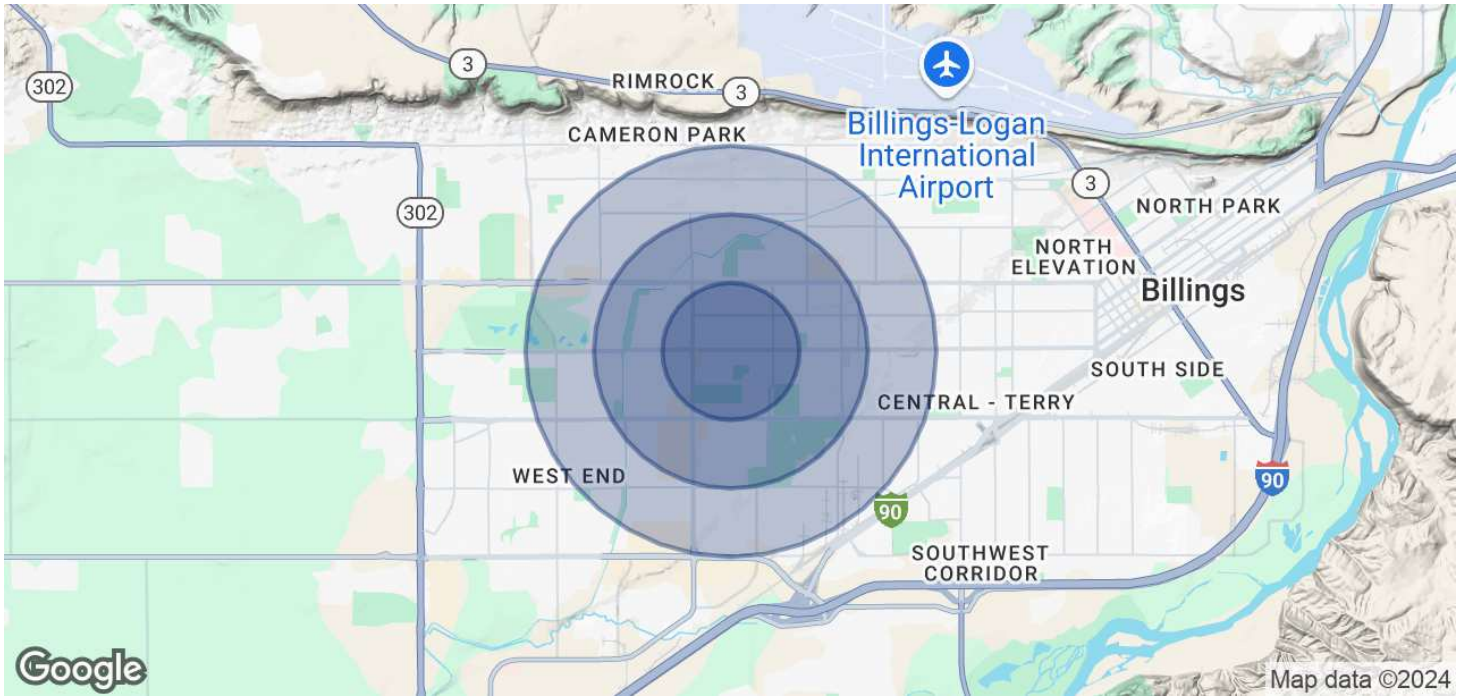 302
3
RIMROCK
3
CAMERON PARK
Billings-Logan
International
Airport
302
3
NORTH PARK
NORTH
ELEVATION
Billings
SOUTH SIDE
CENTRAL - TERRY
WEST END
90
90
SOUTHWEST
CORRIDOR
Google
Map data ©2024